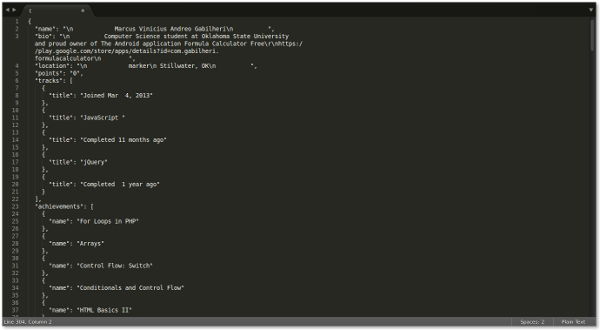 {
1 {
2 "name": "\n Marcus Vinicius Andreo Gabilheri\n ",
3 "bio": "\n Computer Science student at Oklahoma State University
and proud owner of The Android application Formula Calculator Free\r\nhttps:/
/play.google.com/store/apps/details?id=com.gabilheri.
formulacalculator\n ",
4 "location": "\n marker\n Stillwater, OK\n ",
5 "points": "0",
6 "tracks": [
7 {
8 "title": "Joined Mar 4, 2013"
9 },
10 {
11 "title": "JavaScript "
12 },
13 {
14 "title": "Completed 11 months ago"
15 },
16 {
17 "title": "jQuery"
18 },
19 {
20 "title": "Completed 1 year ago"
21 }
22 ],
23 "achievements": [
24 {
25 "name": "For Loops in PHP"
26 },
27 {
28 "name": "Arrays"
29 },
30 {
31 "name": "Control Flow: Switch"
32 },
33 {
34 "name": "Conditionals and Control Flow"
35 },
36 {
37 "name": "HTML Basics II"
38 },
Line 304, Column 2 Spaces: 2 Plain Text